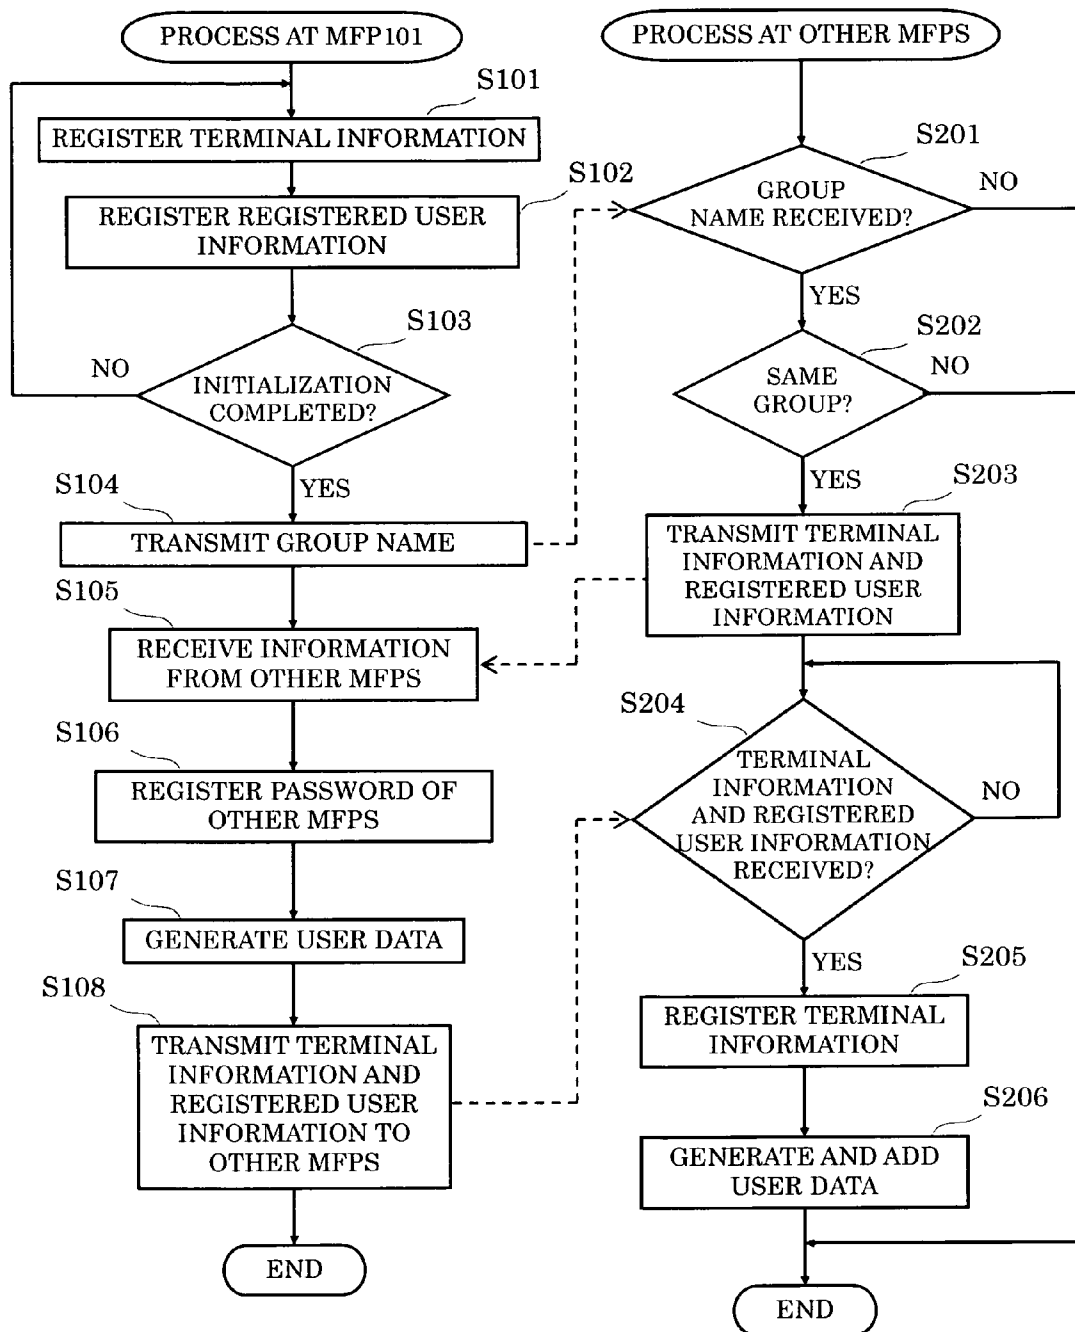 PROCESS AT MFP101
S101
REGISTER TERMINAL INFORMATION
S102
REGISTER REGISTERED USER
INFORMATION
S103
NO
INITIALIZATION
COMPLETED?
YES
S104
TRANSMIT GROUP NAME
S105
RECEIVE INFORMATION
FROM OTHER MFPS
S106
REGISTER PASSWORD OF
OTHER MFPS
S107
GENERATE USER DATA
S108
TRANSMIT TERMINAL
INFORMATION AND
REGISTERED USER
INFORMATION TO
OTHER MFPS
END
PROCESS AT OTHER MFPS
S201
GROUP
NAME RECEIVED?
NO
YES
S202
SAME
GROUP?
NO
YES
S203
TRANSMIT TERMINAL
INFORMATION AND
REGISTERED USER
INFORMATION
S204
TERMINAL
INFORMATION
AND REGISTERED
USER INFORMATION
RECEIVED?
NO
YES
S205
REGISTER TERMINAL
INFORMATION
S206
GENERATE AND ADD
USER DATA
END